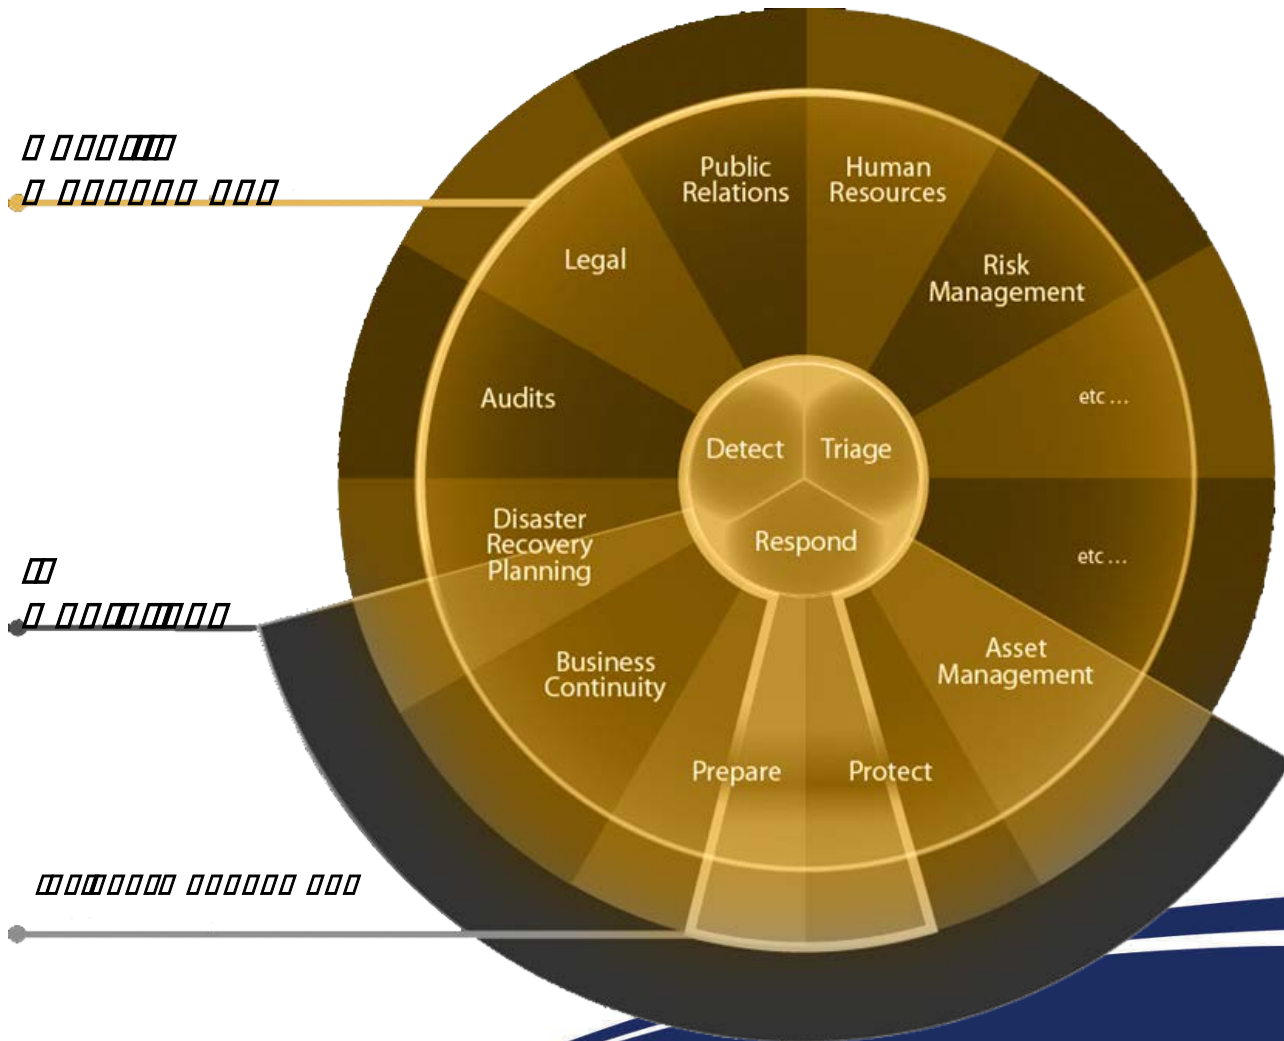 Public
Relations
Human
Resources
Legal
Risk
Management
Audits
etc ...
Detect
Triage
Disaster
Recovery
Planning
Respond
etc ...
Business
Continuity
Asset
Management
Prepare
Protect